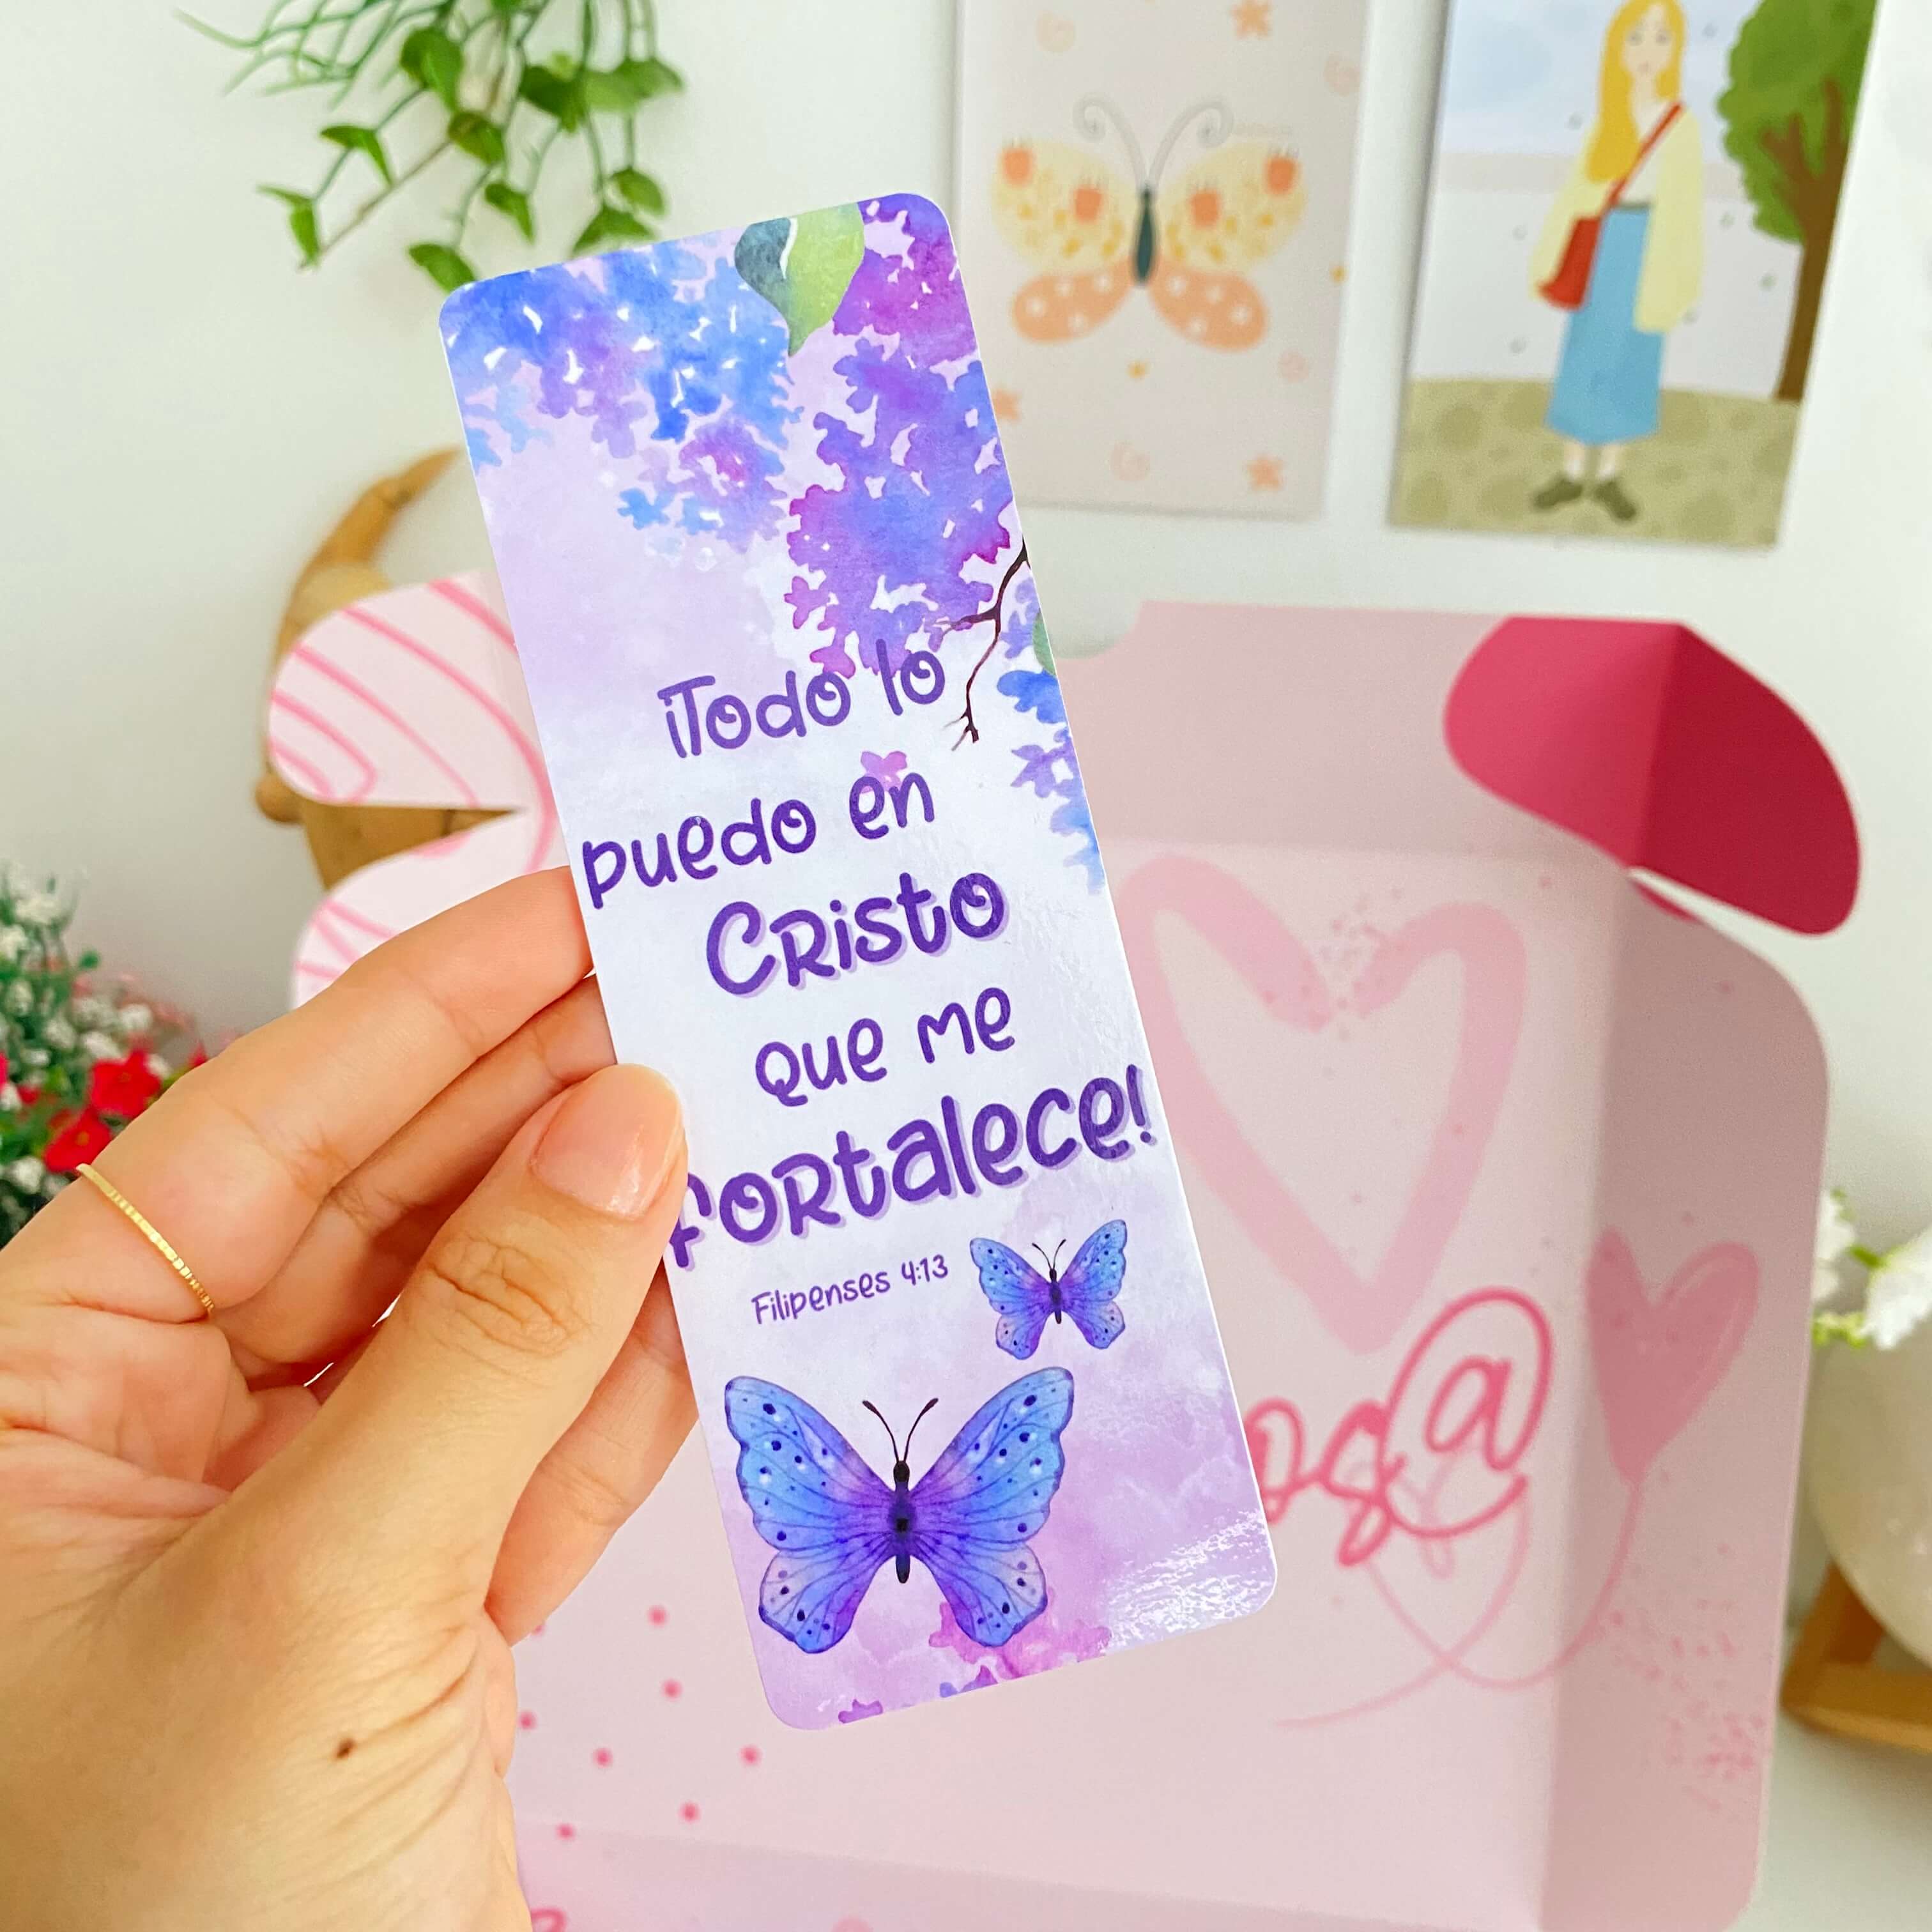 ¡Todo lo
puedo en
Cristo
que me
fortalece!
Filipenses 4:13